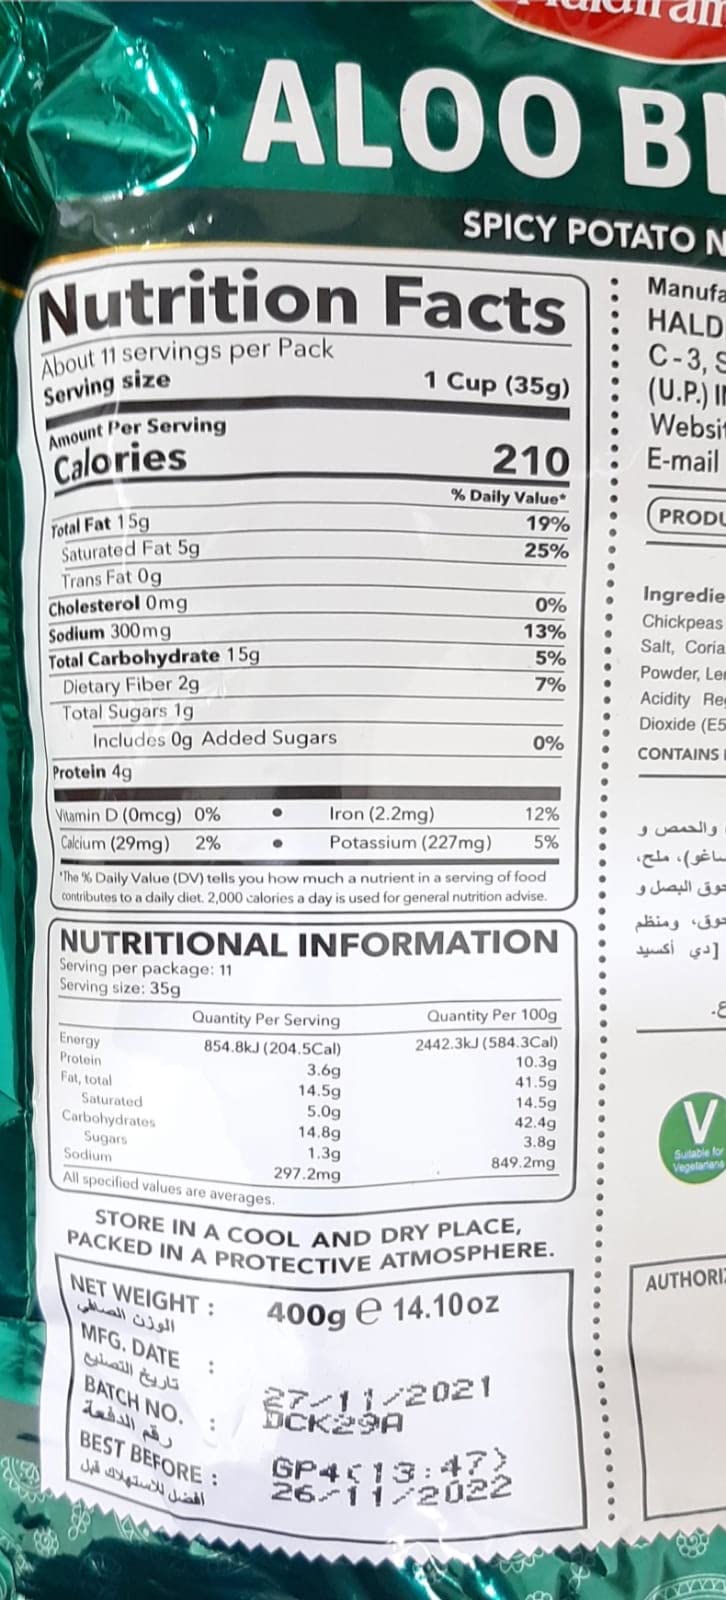 ALOO
SPICY POTATO
Nutrition Facts
About 11 servings per Pack
Serving size 1 Cup (35g)
Amount Per Serving
Calories 210
% Daily Value*
Total Fat 15g 19%
Saturated Fat 5g 25%
Trans Fat 0g
Cholesterol 0mg 0%
Sodium 300mg 13%
Total Carbohydrate 15g 5%
Dietary Fiber 2g 7%
Total Sugars 1g
Includes 0g Added Sugars 0%
Protein 4g
Vitamin D (0mcg) 0% • Iron (2.2mg) 12%
Calcium (29mg) 2% • Potassium (227mg) 5%
*The % Daily Value (DV) tells you how much a nutrient in a serving of food
contributes to a daily diet. 2,000 calories a day is used for general nutrition advise.
NUTRITIONAL INFORMATION
Serving per package: 11
Serving size: 35g
Quantity Per Serving Quantity Per 100g
Energy 854.8kJ (204.5Cal) 2442.3kJ (584.3Cal)
Protein 3.6g 10.3g
Fat, total 14.5g 41.5g
Saturated 5.0g 14.5g
Carbohydrates 14.8g 42.4g
Sugars 1.3g 3.8g
Sodium 297.2mg 849.2mg
All specified values are averages.
STORE IN A COOL AND DRY PLACE,
PACKED IN A PROTECTIVE ATMOSPHERE.
NET WEIGHT : 400g e 14.10oz
الوزن الصافي
MFG. DATE : 27/11/2021
تاريخ التصنيع
BATCH NO. : DCK29A
رقم الدفعة
GP4(13:47)
BEST BEFORE : 26/11/2022
افضل للاستهلاك قبل
Manufa
HALD
C-3, S
(U.P.)
Websit
E-mail
PRODU
Ingredie
Chickpeas
Salt, Coria
Powder, Le
Acidity Reg
Dioxide (E5
CONTAINS
والحمص و
ملح،
حوق البصل و
ومنظم
[دي أكسيد
V
Suitable for
Vegetarians
AUTHORI